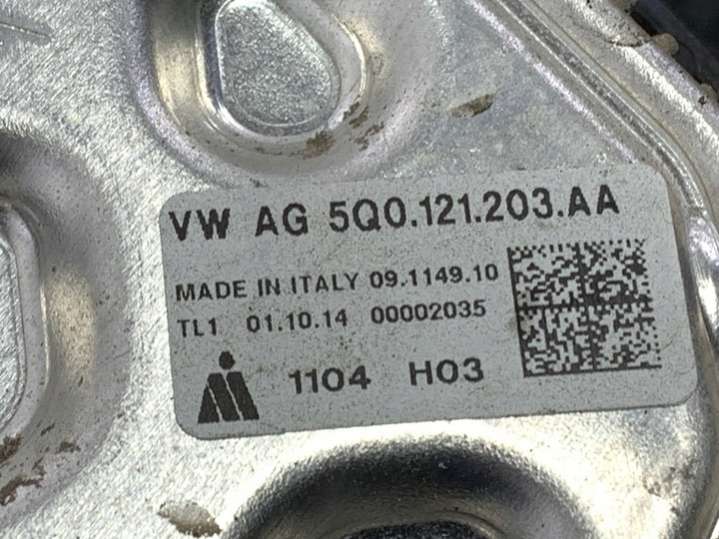 VW AG 5Q0.121.203.AA
MADE IN ITALY 09.1149.10
TL1 01.10.14 00002035
1104 H03